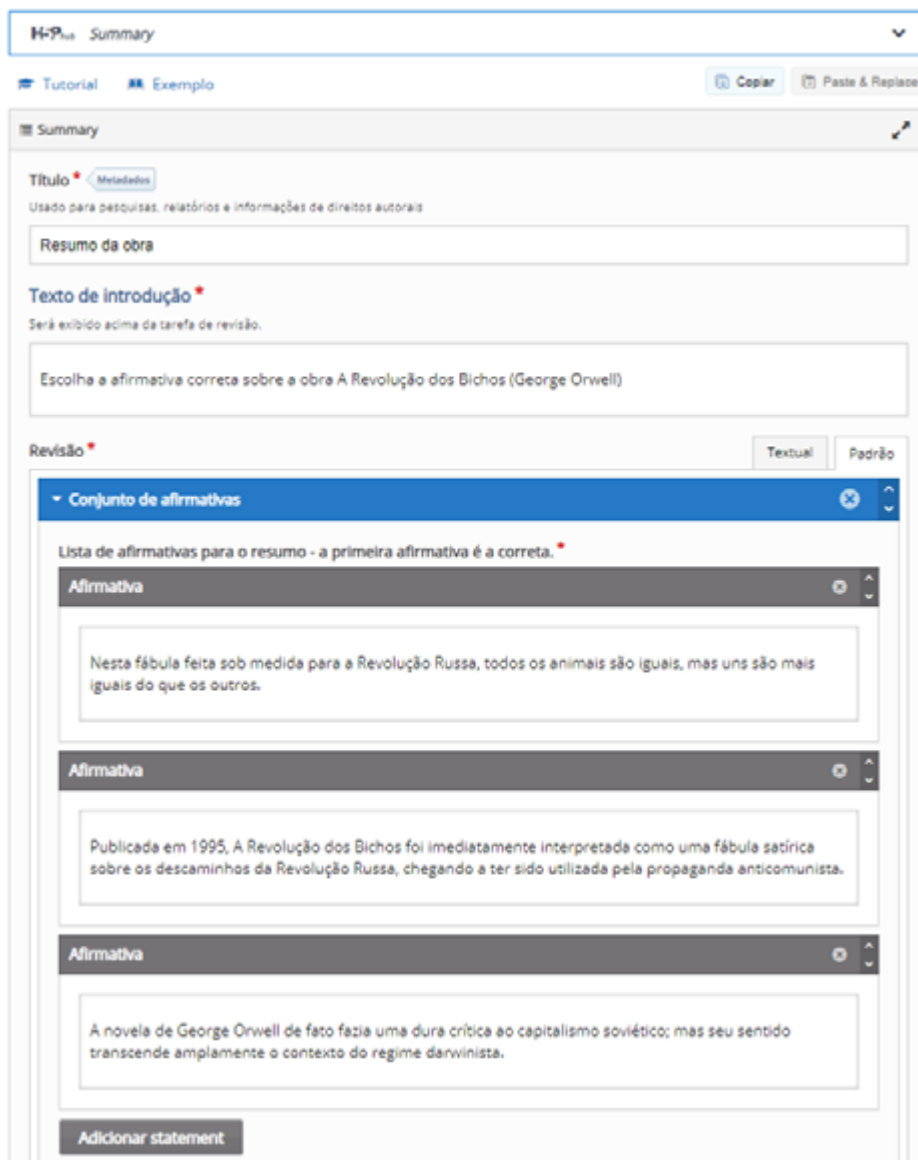 H-P hub Summary
Tutorial Exemplo Copiar Paste & Replace
Summary
Título * Metadados
Usado para pesquisas, relatórios e informações de direitos autorais
Resumo da obra
Texto de introdução *
Será exibido acima da tarefa de revisão.
Escolha a afirmativa correta sobre a obra A Revolução dos Bichos (George Orwell)
Revisão * Textual Padrão
Conjunto de afirmativas
Lista de afirmativas para o resumo - a primeira afirmativa é a correta. *
Afirmativa
Nesta fábula feita sob medida para a Revolução Russa, todos os animais são iguais, mas uns são mais
iguais do que os outros.
Afirmativa
Publicada em 1995, A Revolução dos Bichos foi imediatamente interpretada como uma fábula satírica
sobre os descaminhos da Revolução Russa, chegando a ter sido utilizada pela propaganda anticomunista.
Afirmativa
A novela de George Orwell de fato fazia uma dura crítica ao capitalismo soviético; mas seu sentido
transcende amplamente o contexto do regime darwinista.
Adicionar statement